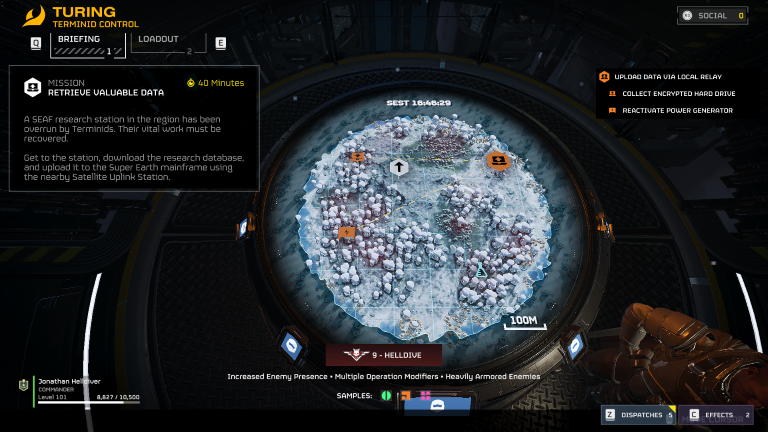 TURING
TERMINID CONTROL
SOCIAL 0
Q
BRIEFING
1
LOADOUT
2
E
MISSION
RETRIEVE VALUABLE DATA
40 Minutes
A SEAF research station in the region has been
overrun by Terminids. Their vital work must be
recovered.
Get to the station, download the research database,
and upload it to the Super Earth mainframe using
the nearby Satellite Uplink Station.
UPLOAD DATA VIA LOCAL RELAY
COLLECT ENCRYPTED HARD DRIVE
REACTIVATE POWER GENERATOR
SEST 16:46:29
100M
9 - HELLDIVE
Increased Enemy Presence • Multiple Operation Modifiers • Heavily Armored Enemies
SAMPLES:
Jonathan Helldiver
COMMANDER
Level 101
8,827 / 10,500
Z DISPATCHES 5
C EFFECTS 2
CURSOR